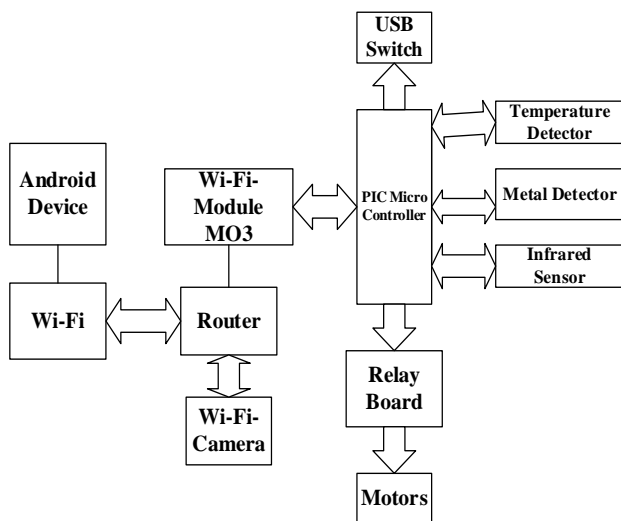 USB
Switch
Temperature
Detector
Android
Device
Wi-Fi-
Module
MO3
PIC Micro
Controller
Metal Detector
Infrared
Sensor
Wi-Fi
Router
Relay
Board
Wi-Fi-
Camera
Motors